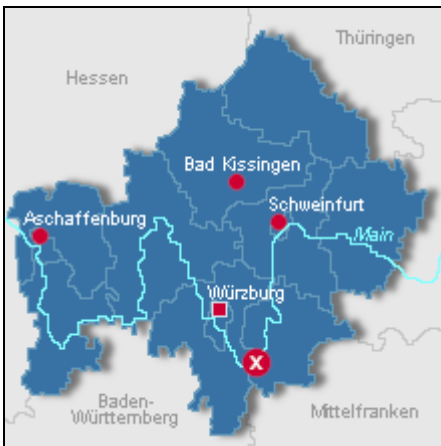 Thüringen
Hessen
Bad Kissingen
Schweinfurt
Aschaffenburg
Main
Würzburg
X
Baden-
Württemberg
Mittelfranken